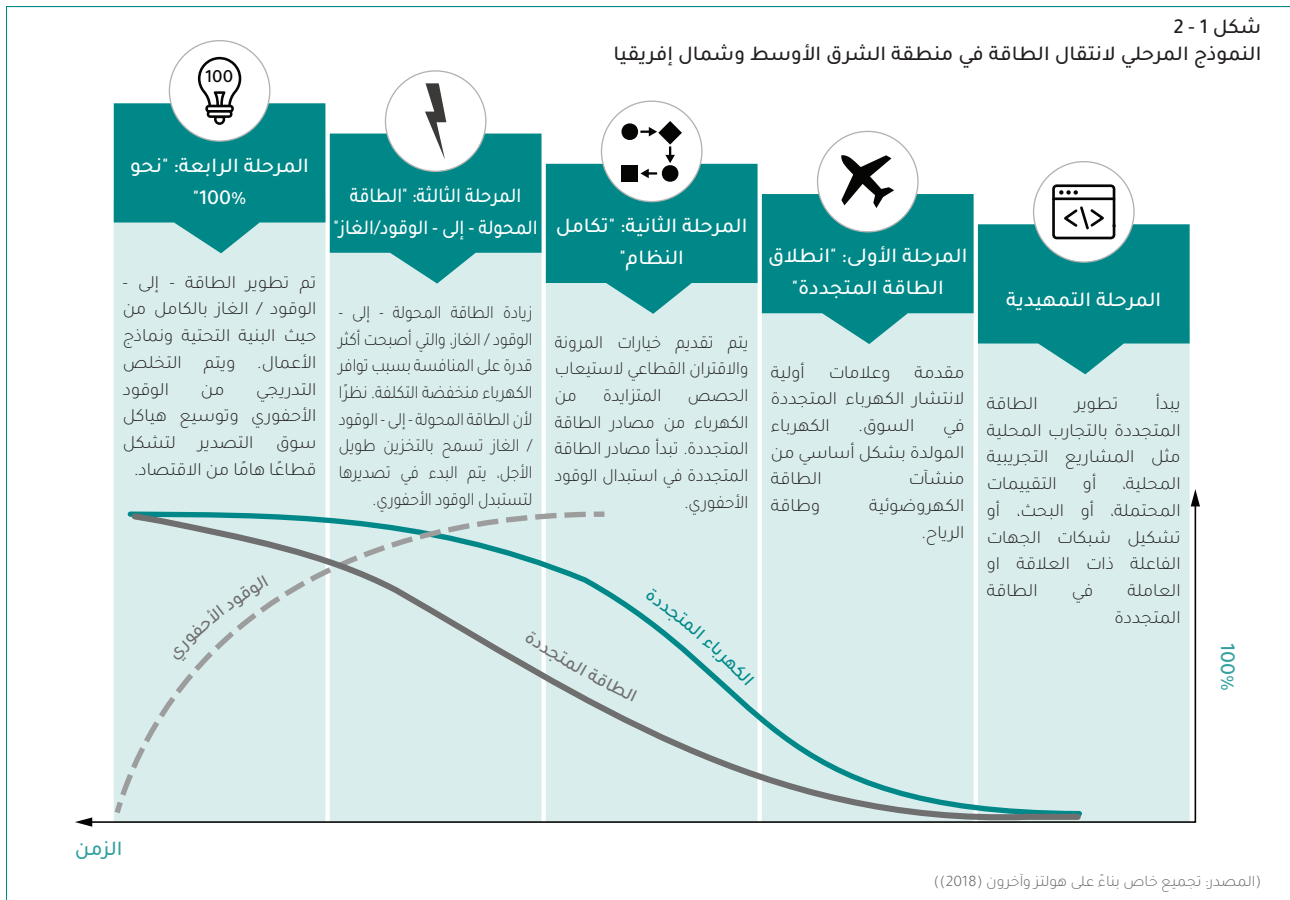 شكل 1 - 2
النموذج المرحلي لانتقال الطاقة في منطقة الشرق الأوسط وشمال إفريقيا
المرحلة التمهيدية
يبدأ تطوير الطاقة
المتجددة بالتجارب المحلية
مثل المشاريع التجريبية
المحلية، أو التقييمات
المحتملة، أو البحث، أو
تشكيل شبكات الجهات
الفاعلة ذات العلاقة او
العاملة في الطاقة
المتجددة
المرحلة الأولى: "انطلاق
الطاقة المتجددة"
مقدمة وعلامات أولية
لانتشار الكهرباء المتجددة
في السوق. الكهرباء
المولدة بشكل أساسي من
منشآت الطاقة
الكهروضوئية وطاقة
الرياح.
المرحلة الثانية: "تكامل
النظام"
يتم تقديم خيارات المرونة
والاقتران القطاعي لاستيعاب
الحصص المتزايدة من
الكهرباء من مصادر الطاقة
المتجددة. تبدأ مصادر الطاقة
المتجددة في استبدال الوقود
الأحفوري.
المرحلة الثالثة: "الطاقة
المحولة - إلى - الوقود/الغاز"
زيادة الطاقة المحولة - إلى -
الوقود / الغاز، والتي أصبحت أكثر
قدرة على المنافسة بسبب توافر
الكهرباء منخفضة التكلفة. نظرًا
لأن الطاقة المحولة - إلى - الوقود
/ الغاز تسمح بالتخزين طويل
الأجل، يتم البدء في تصديرها
لتستبدل الوقود الأحفوري.
100
المرحلة الرابعة: "نحو
100%"
تم تطوير الطاقة - إلى -
الوقود / الغاز بالكامل من
حيث البنية التحتية ونماذج
الأعمال. ويتم التخلص
التدريجي من الوقود
الأحفوري وتوسيع هياكل
سوق التصدير لتشكل
قطاعًا هامًا من الاقتصاد.
الكهرباء المتجددة
الطاقة المتجددة
الوقود الأحفوري
100%
الزمن
(المصدر: تجميع خاص بناءً على هولتز وآخرون (2018))